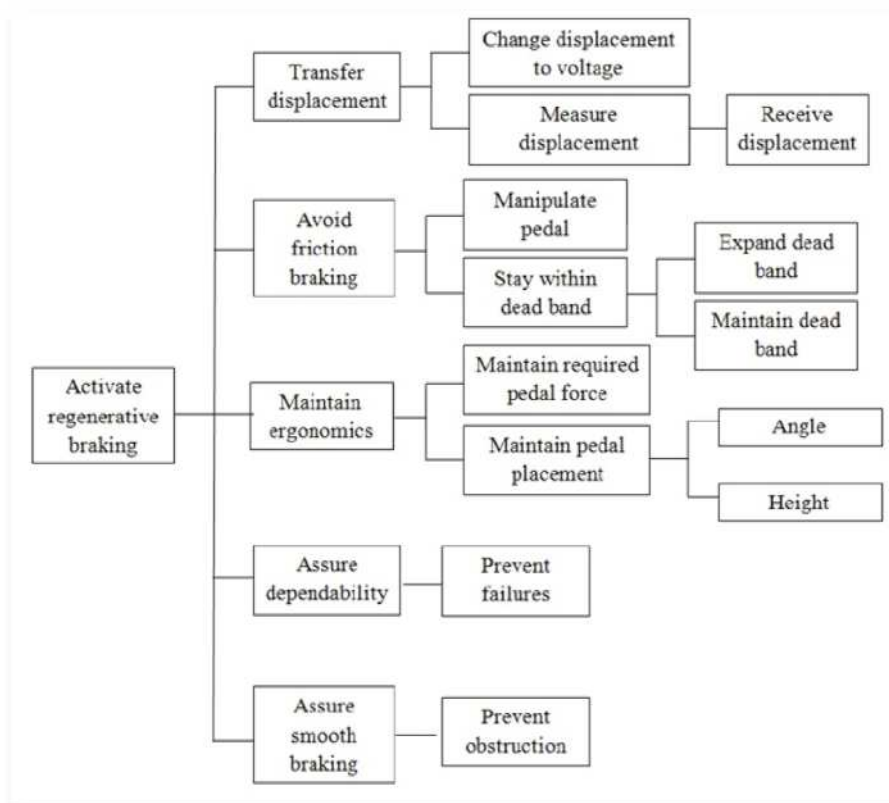 Change displacement
to voltage
Transfer
displacement
Measure
displacement
Receive
displacement
Manipulate
pedal
Avoid
friction
braking
Expand dead
band
Stay within
dead band
Maintain dead
band
Activate
regenerative
braking
Maintain required
pedal force
Maintain
ergonomics
Angle
Maintain pedal
placement
Height
Assure
dependability
Prevent
failures
Assure
smooth
braking
Prevent
obstruction